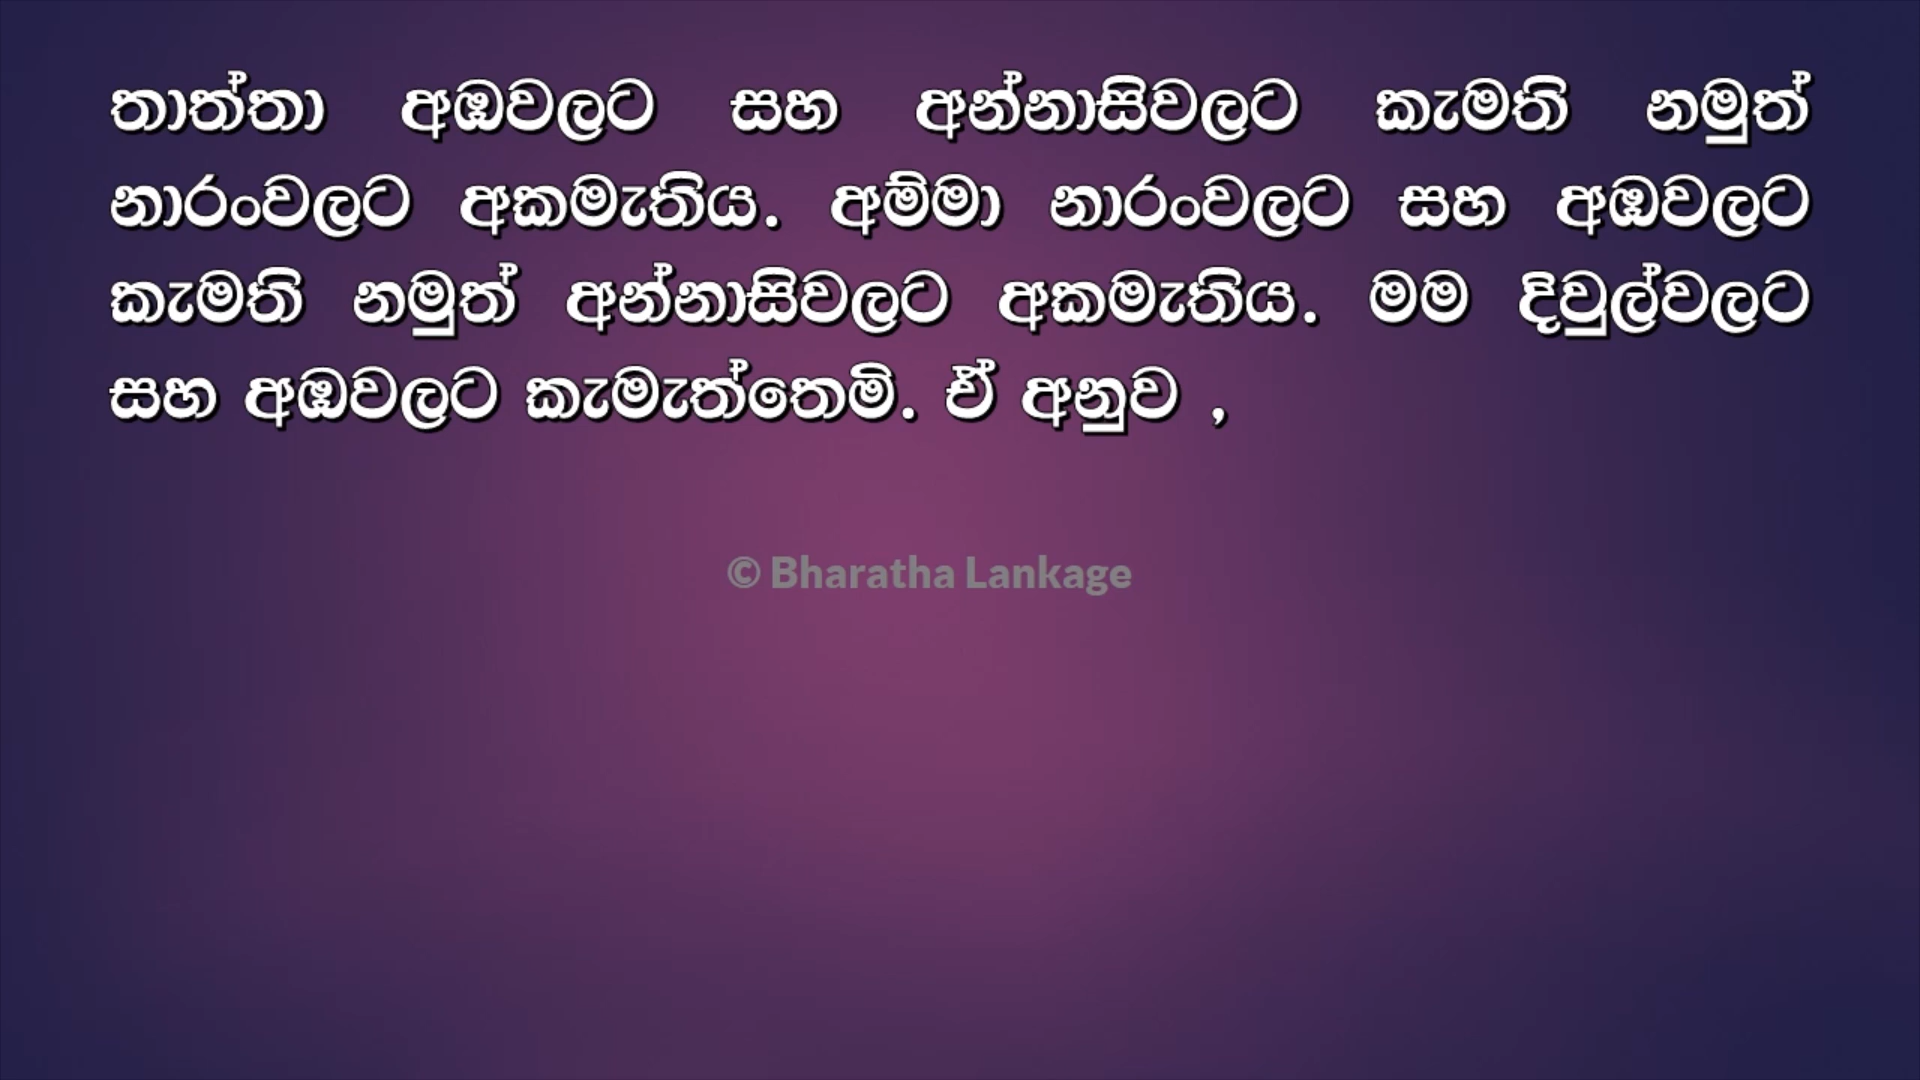 තාත්තා අඹවලට සහ අන්නාසිවලට කැමති නමුත්
නාරංවලට අකමැතිය. අම්මා නාරංවලට සහ අඹවලට
කැමති නමුත් අන්නාසිවලට අකමැතිය. මම දිවුල්වලට
සහ අඹවලට කැමැත්තෙමි. ඒ අනුව ,
© Bharatha Lankage